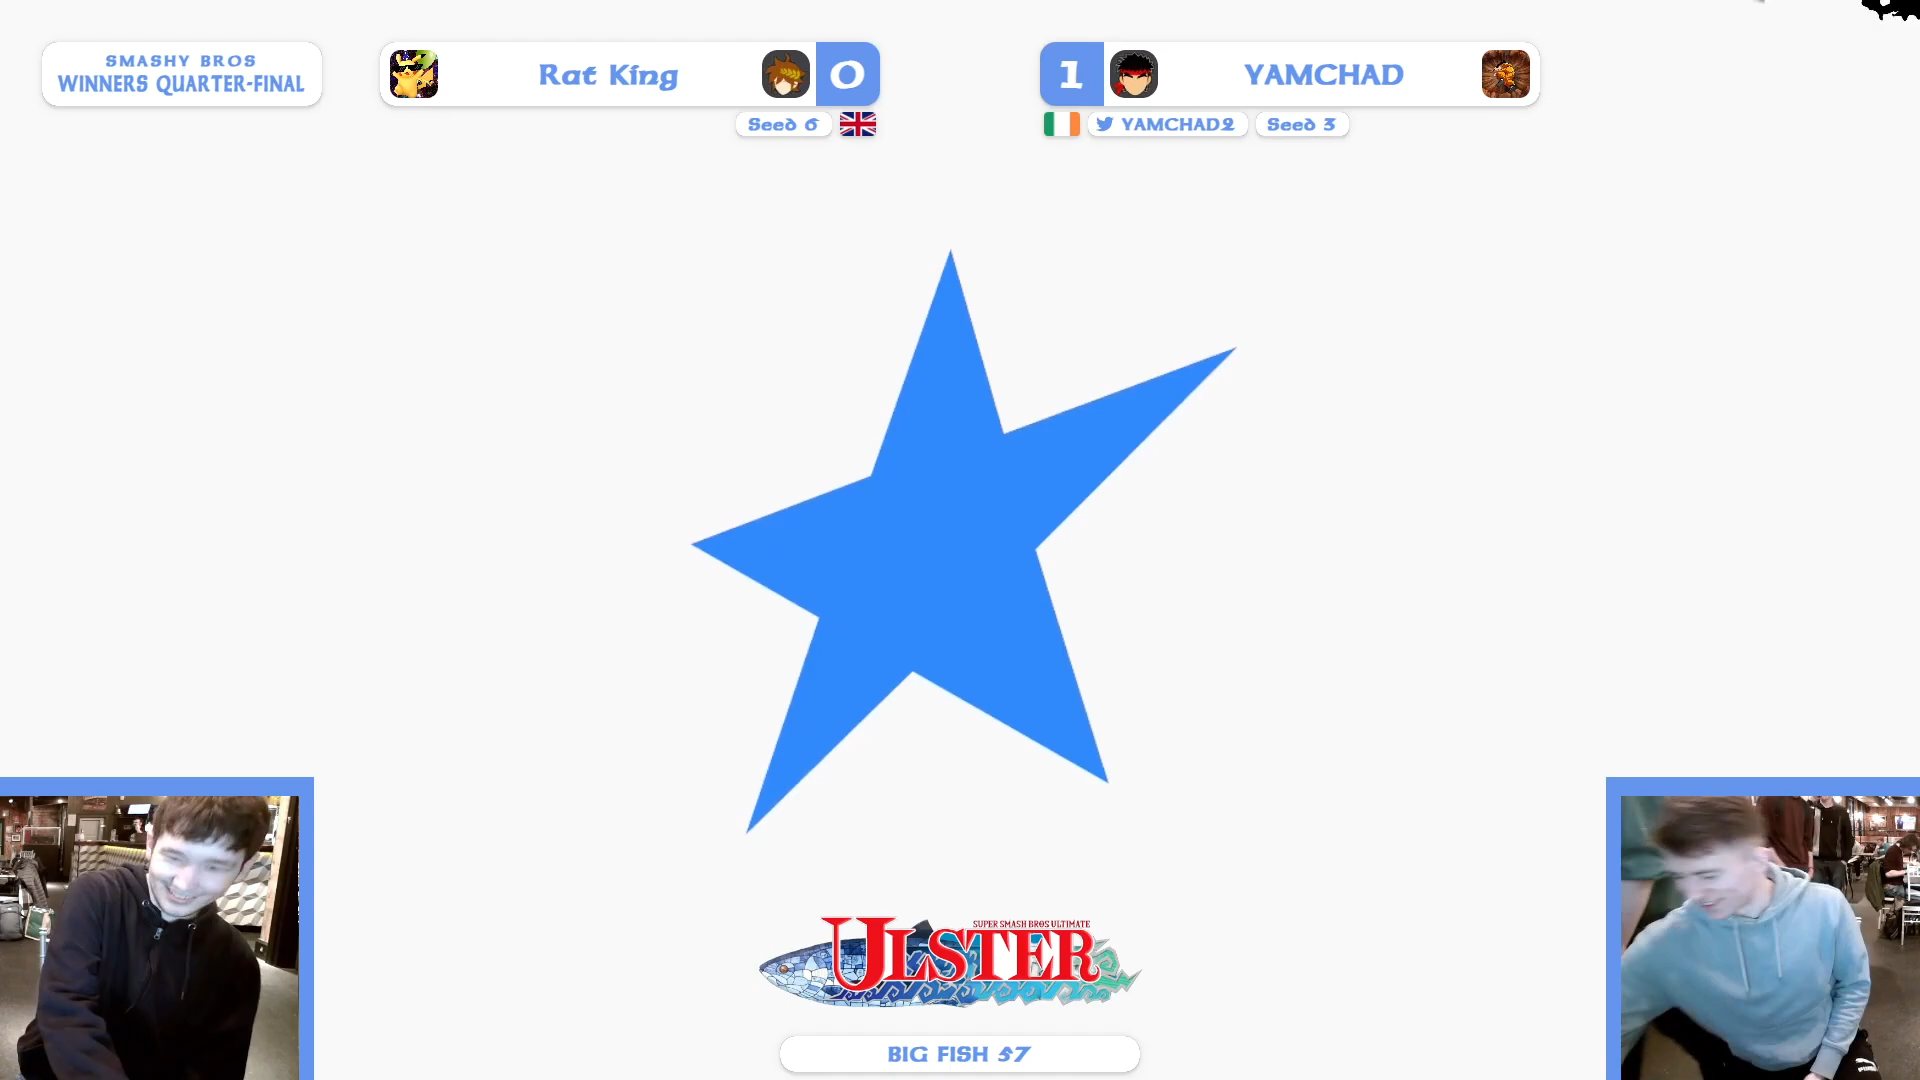 SMASHY BROS
WINNERS QUARTER-FINAL
Rat King
0
1
YAMCHAD
Seed 6
YAMCHAD2
Seed 3
SUPER SMASH BROS ULTIMATE
ULSTER
BIG FISH 57